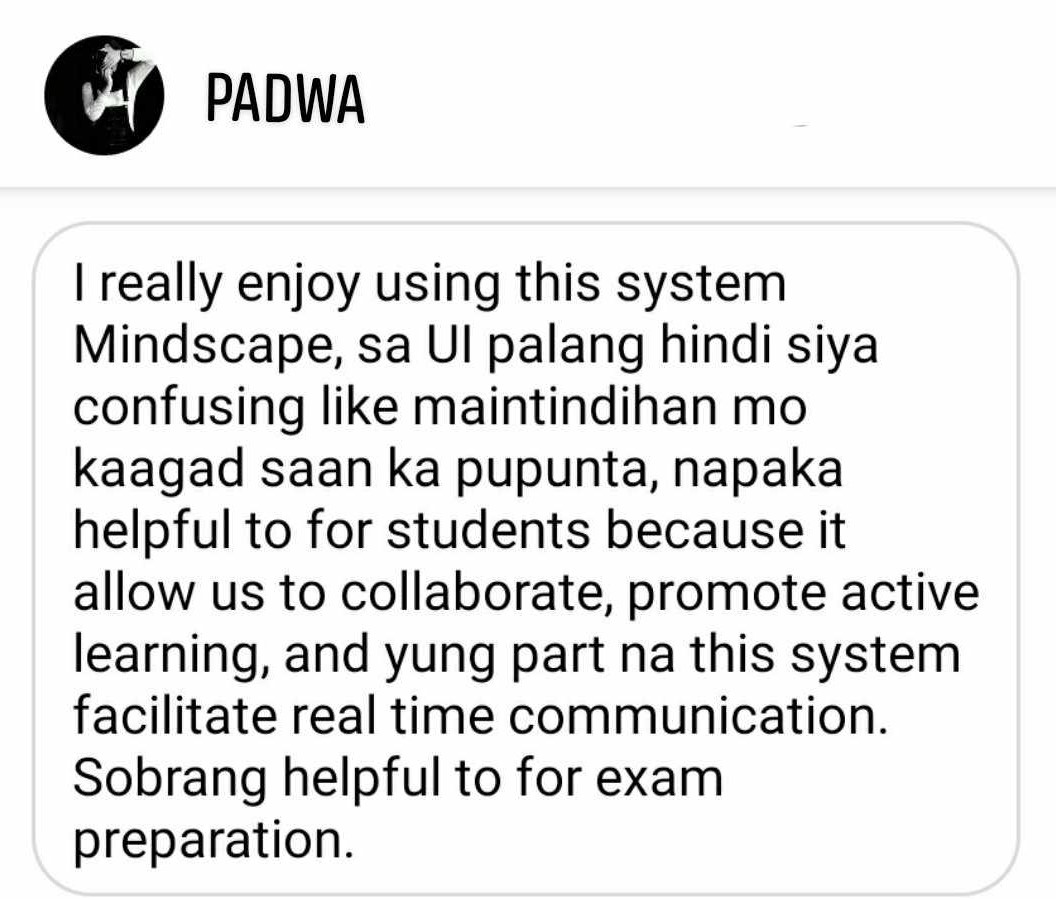 PADWA
I really enjoy using this system
Mindscape, sa UI palang hindi siya
confusing like maintindihan mo
kaagad saan ka pupunta, napaka
helpful to for students because it
allow us to collaborate, promote active
learning, and yung part na this system
facilitate real time communication.
Sobrang helpful to for exam
preparation.